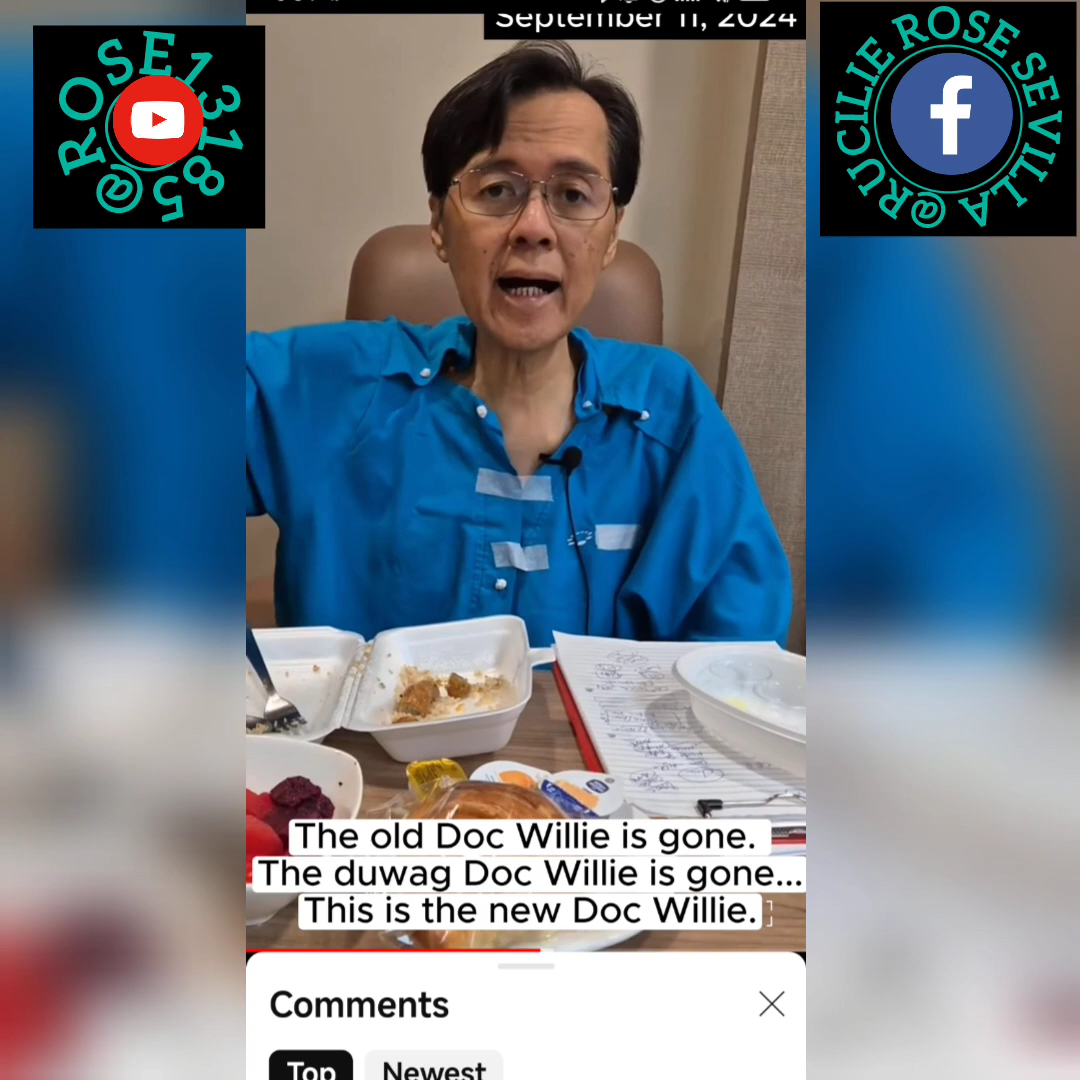 September 11, 2024
@ROSE13185
@RUCILIE ROSE SEVILLA
The old Doc Willie is gone.
The duwag Doc Willie is gone...
This is the new Doc Willie.
Comments
Top
Newest